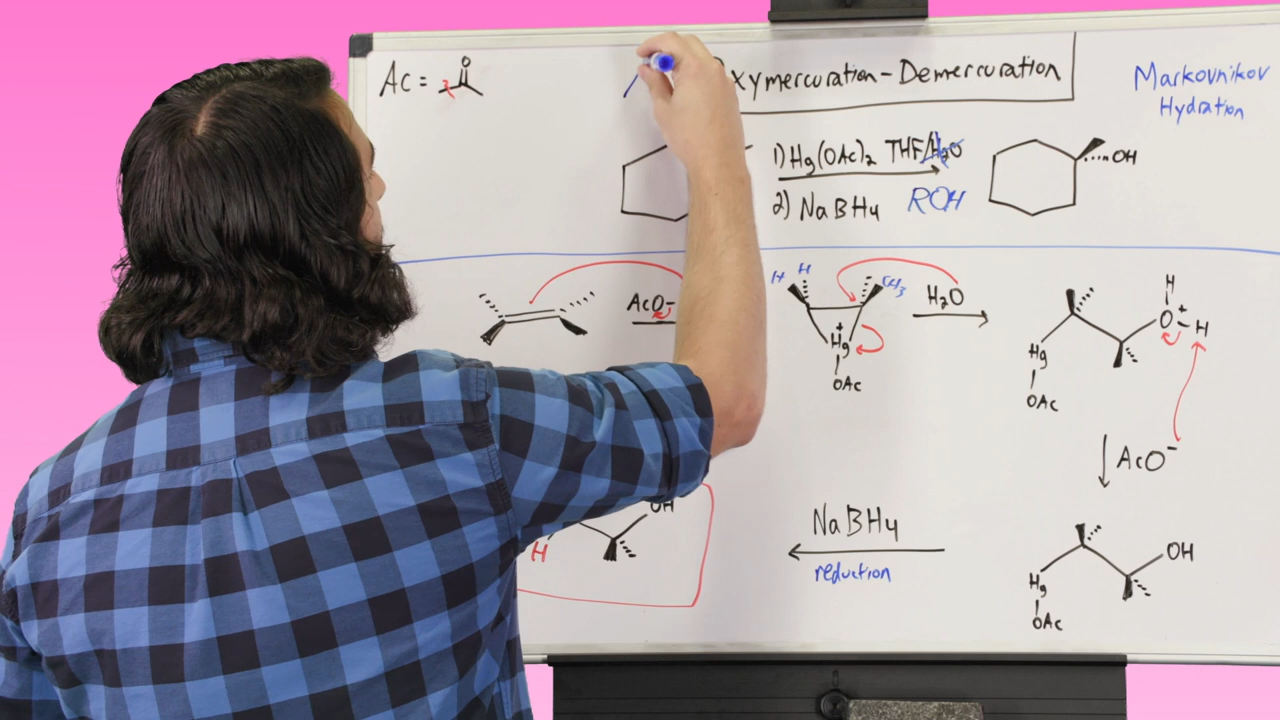 Ac =
O
xymercuration-Demercuration
Markovnikov
Hydration
1) Hg(OAc)2 THF/H2O
2) NaBH4 ROH
OH
H H
CH3
AcO-
H2O
+
Hg
OAc
H
O + H
Hg
OAc
AcO-
OH
H
NaBH4
reduction
OH
Hg
OAc